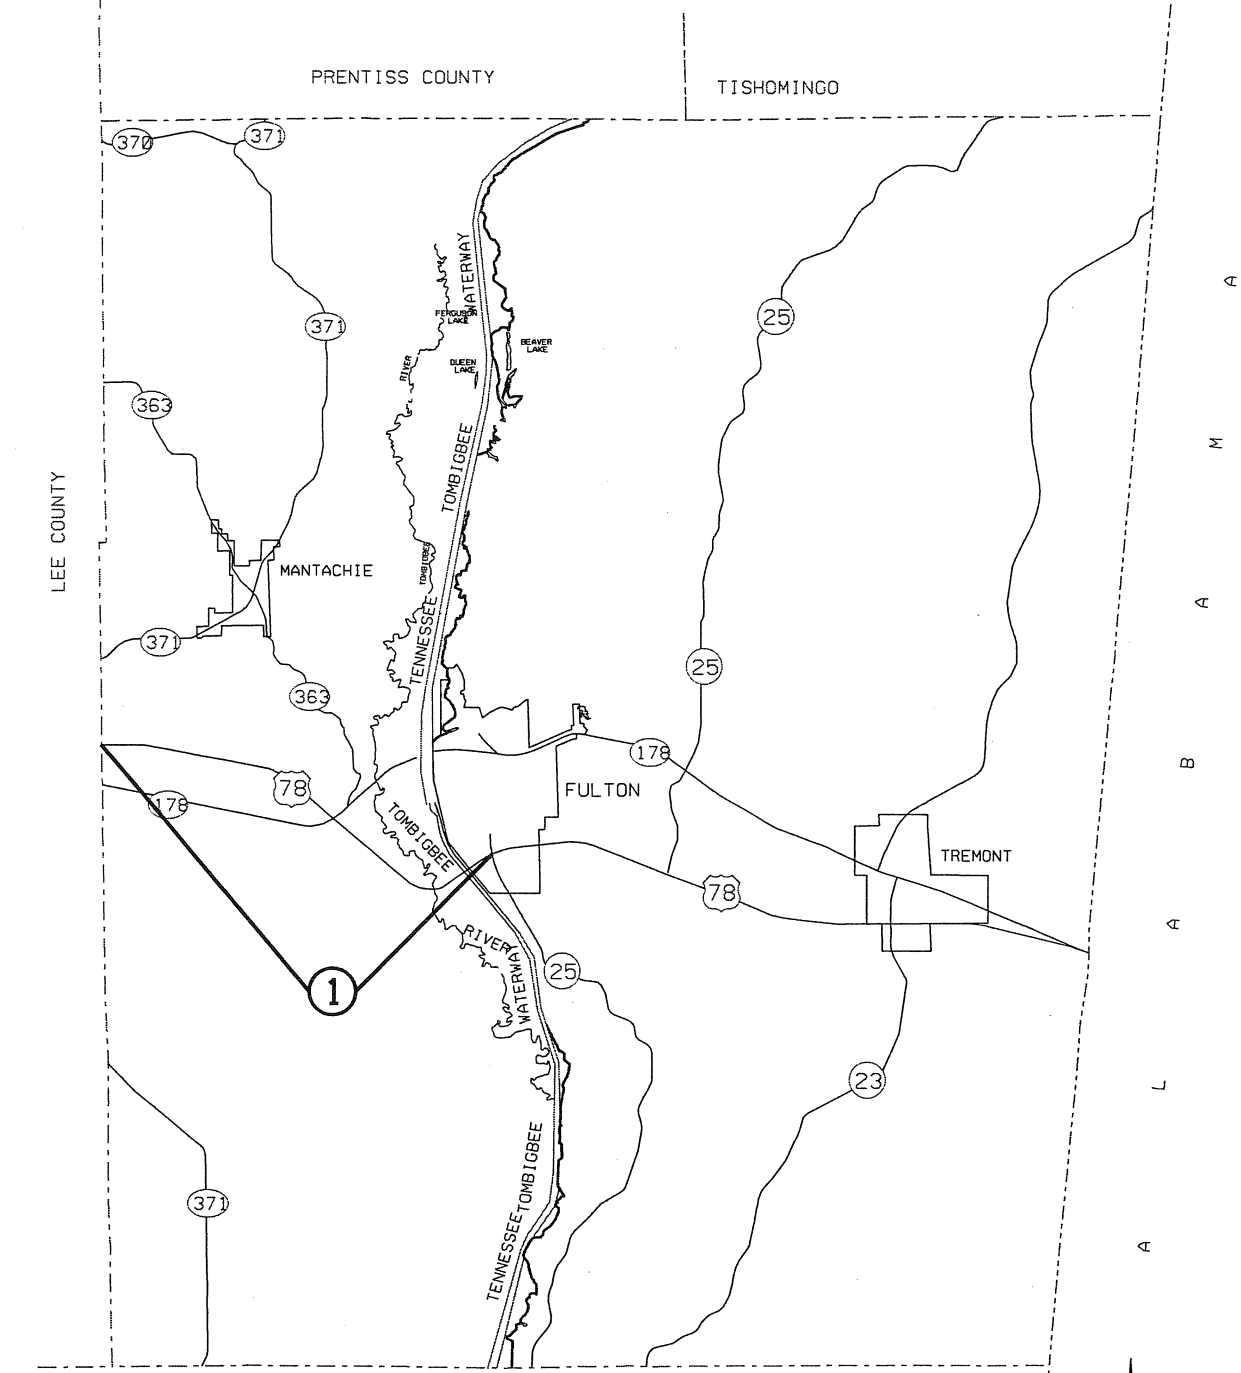 PRENTISS COUNTY
TISHOMINGO
370
371
WATERWAY
FERGUSON
LAKE
25
371
BEAVER
LAKE
QUEEN
LAKE
RIVER
363
TOMBIGBEE
LEE COUNTY
MANTACHIE
TOMBIGBEE
TENNESSEE
371
25
363
178
78
178
FULTON
TOMBIGBEE
TREMONT
78
RIVER
WATERWAY
25
1
23
TOMBIGBEE
371
TENNESSEE
A
M
A
B
A
L
A